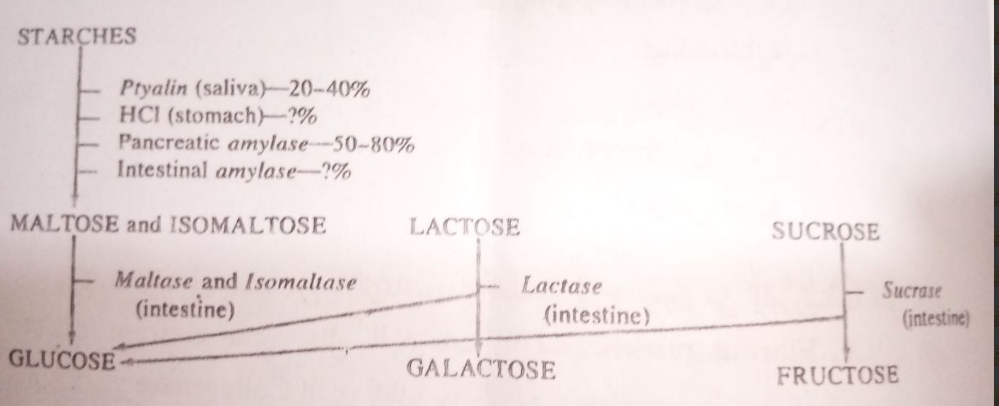 STARCHES
Ptyalin (saliva)—20–40%
HCl (stomach)—?%
Pancreatic amylase—50–80%
Intestinal amylase—?%
MALTOSE and ISOMALTOSE
LACTOSE
SUCROSE
Maltase and Isomaltase
(intestine)
Lactase
(intestine)
Sucrase
(intestine)
GLUCOSE
GALACTOSE
FRUCTOSE